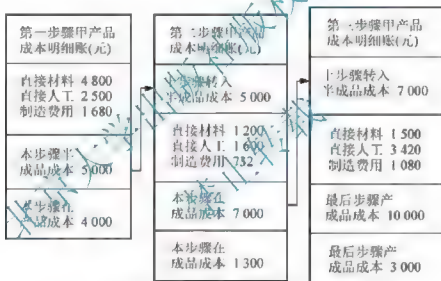 第一步骤甲产品
成本明细账(元)
直接材料 4 800
直接人工 2 500
制造费用 1 680
本步骤半
成品成本 5 000
本步骤在
成品成本 4 000
第二步骤甲产品
成本明细账(元)
上步骤转入
半成品成本 5 000
直接材料 1 200
直接人工 1 600
制造费用 732
本步骤在
成品成本 7 000
本步骤在
成品成本 1 300
第三步骤甲产品
成本明细账(元)
上步骤转入
半成品成本 7 000
直接材料 1 500
直接人工 3 420
制造费用 1 080
最后步骤产
成品成本 10 000
最后步骤产
成品成本 3 000